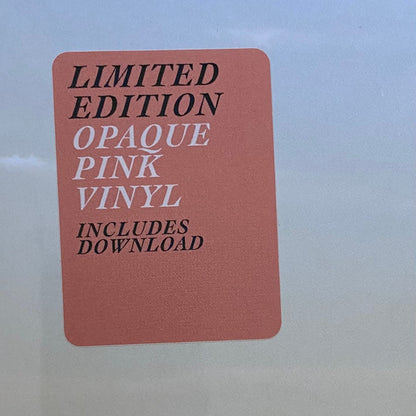 LIMITED
EDITION
OPAQUE
PINK
VINYL
INCLUDES
DOWNLOAD